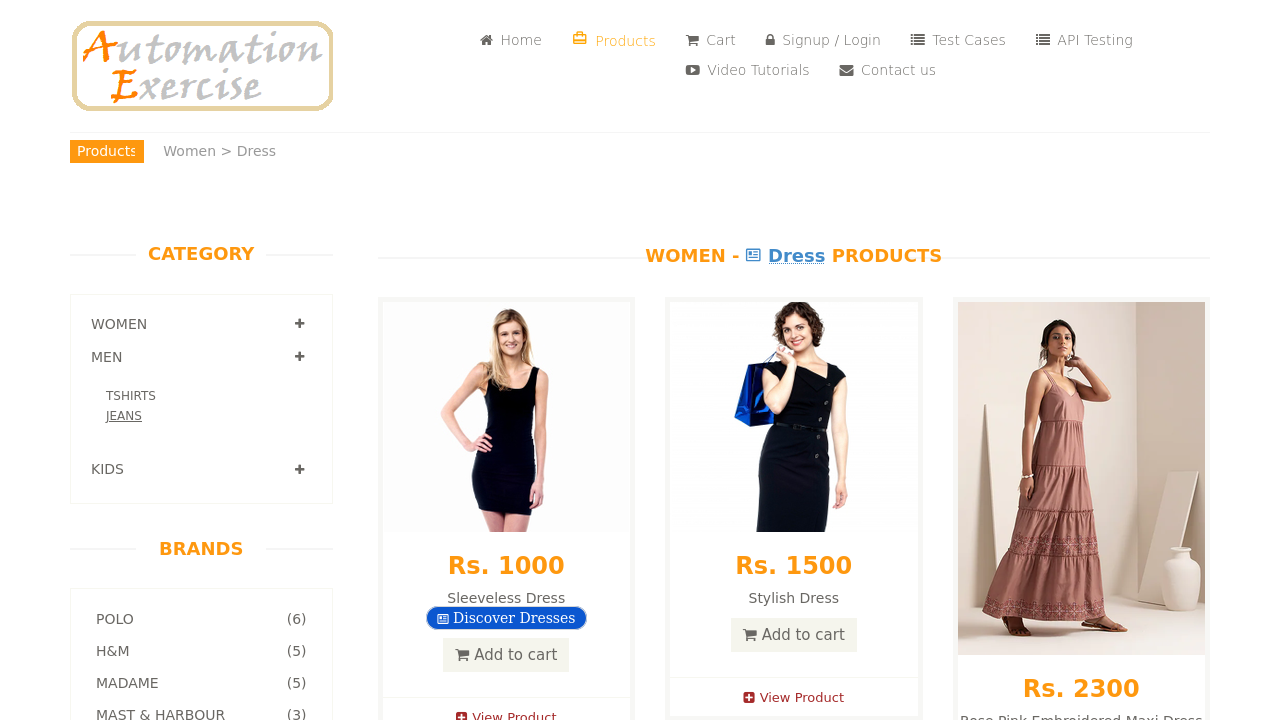 Automation
Exercise
Home
Products
Cart
Signup / Login
Test Cases
API Testing
Video Tutorials
Contact us
Products
Women > Dress
CATEGORY
WOMEN
MEN
TSHIRTS
JEANS
KIDS
BRANDS
POLO (6)
H&M (5)
MADAME (5)
MAST & HARBOUR (3)
WOMEN - Dress PRODUCTS
Rs. 1000
Sleeveless Dress
Discover Dresses
Add to cart
View Product
Rs. 1500
Stylish Dress
Add to cart
View Product
Rs. 2300
Rose Pink Embroidered Maxi Dress